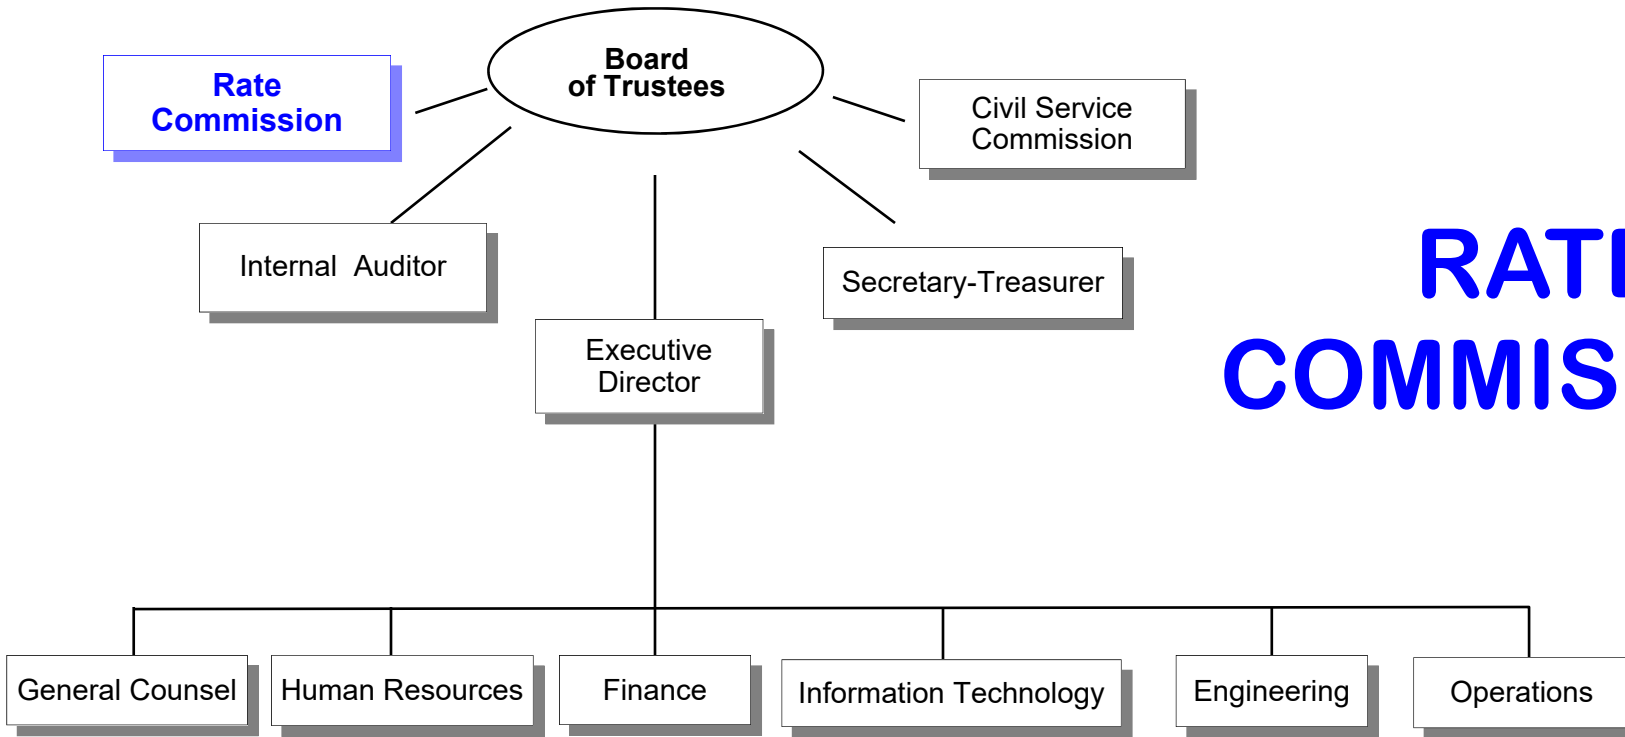 Board
of Trustees
Rate
Commission
Civil Service
Commission
Internal Auditor
Secretary-Treasurer
Executive
Director
RATE
COMMIS
General Counsel
Human Resources
Finance
Information Technology
Engineering
Operations